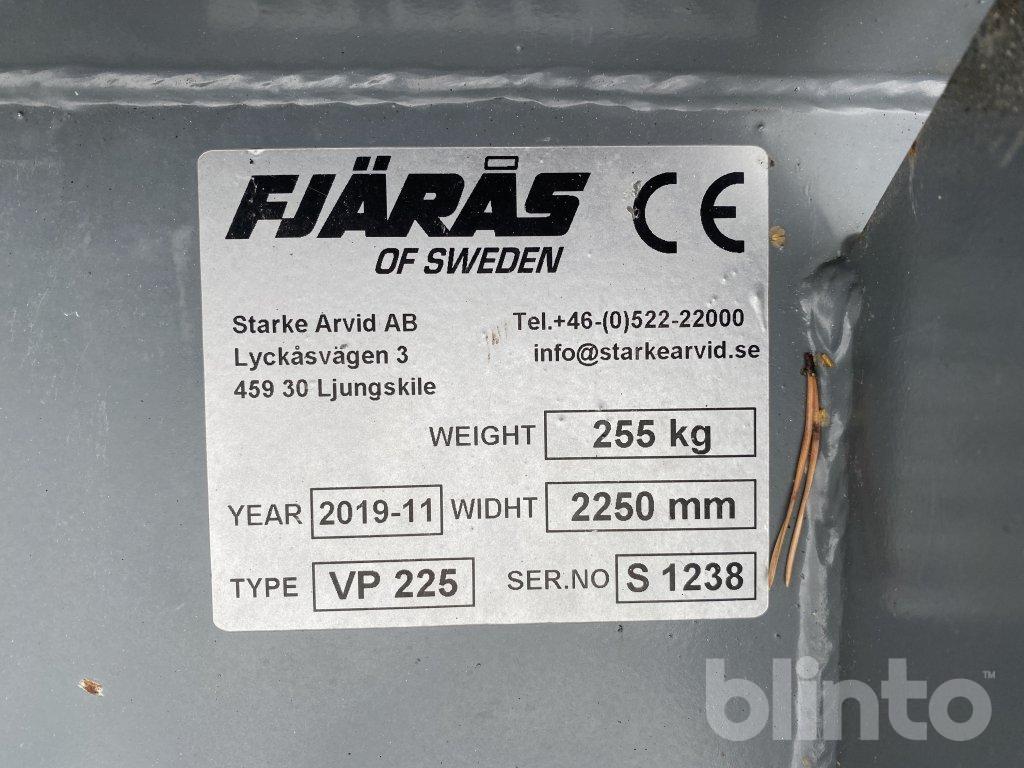 FJÄRÅS CE
OF SWEDEN
Starke Arvid AB Tel.+46-(0)522-22000
Lyckåsvägen 3 info@starkearvid.se
459 30 Ljungskile
WEIGHT 255 kg
YEAR 2019-11 WIDHT 2250 mm
TYPE VP 225 SER.NO S 1238
blinto™